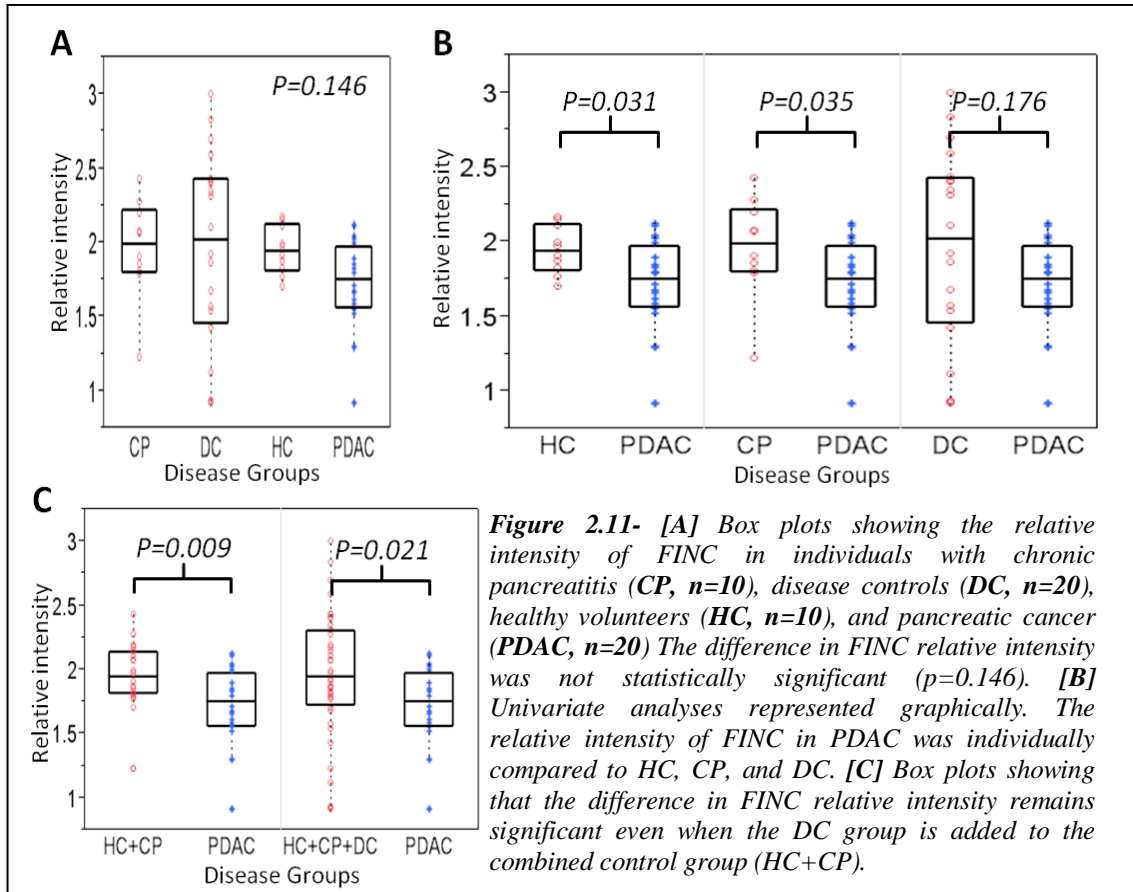 A
P=0.146
Relative intensity
3
2.5
2
1.5
1
CP DC HC PDAC
Disease Groups
B
P=0.031 P=0.035 P=0.176
Relative intensity
3
2.5
2
1.5
1
HC PDAC CP PDAC DC PDAC
Disease Groups
C
P=0.009 P=0.021
Relative intensity
3
2.5
2
1.5
1
HC+CP PDAC HC+CP+DC PDAC
Disease Groups
Figure 2.11- [A] Box plots showing the relative
intensity of FINC in individuals with chronic
pancreatitis (CP, n=10), disease controls (DC, n=20),
healthy volunteers (HC, n=10), and pancreatic cancer
(PDAC, n=20) The difference in FINC relative intensity
was not statistically significant (p=0.146). [B]
Univariate analyses represented graphically. The
relative intensity of FINC in PDAC was individually
compared to HC, CP, and DC. [C] Box plots showing
that the difference in FINC relative intensity remains
significant even when the DC group is added to the
combined control group (HC+CP).